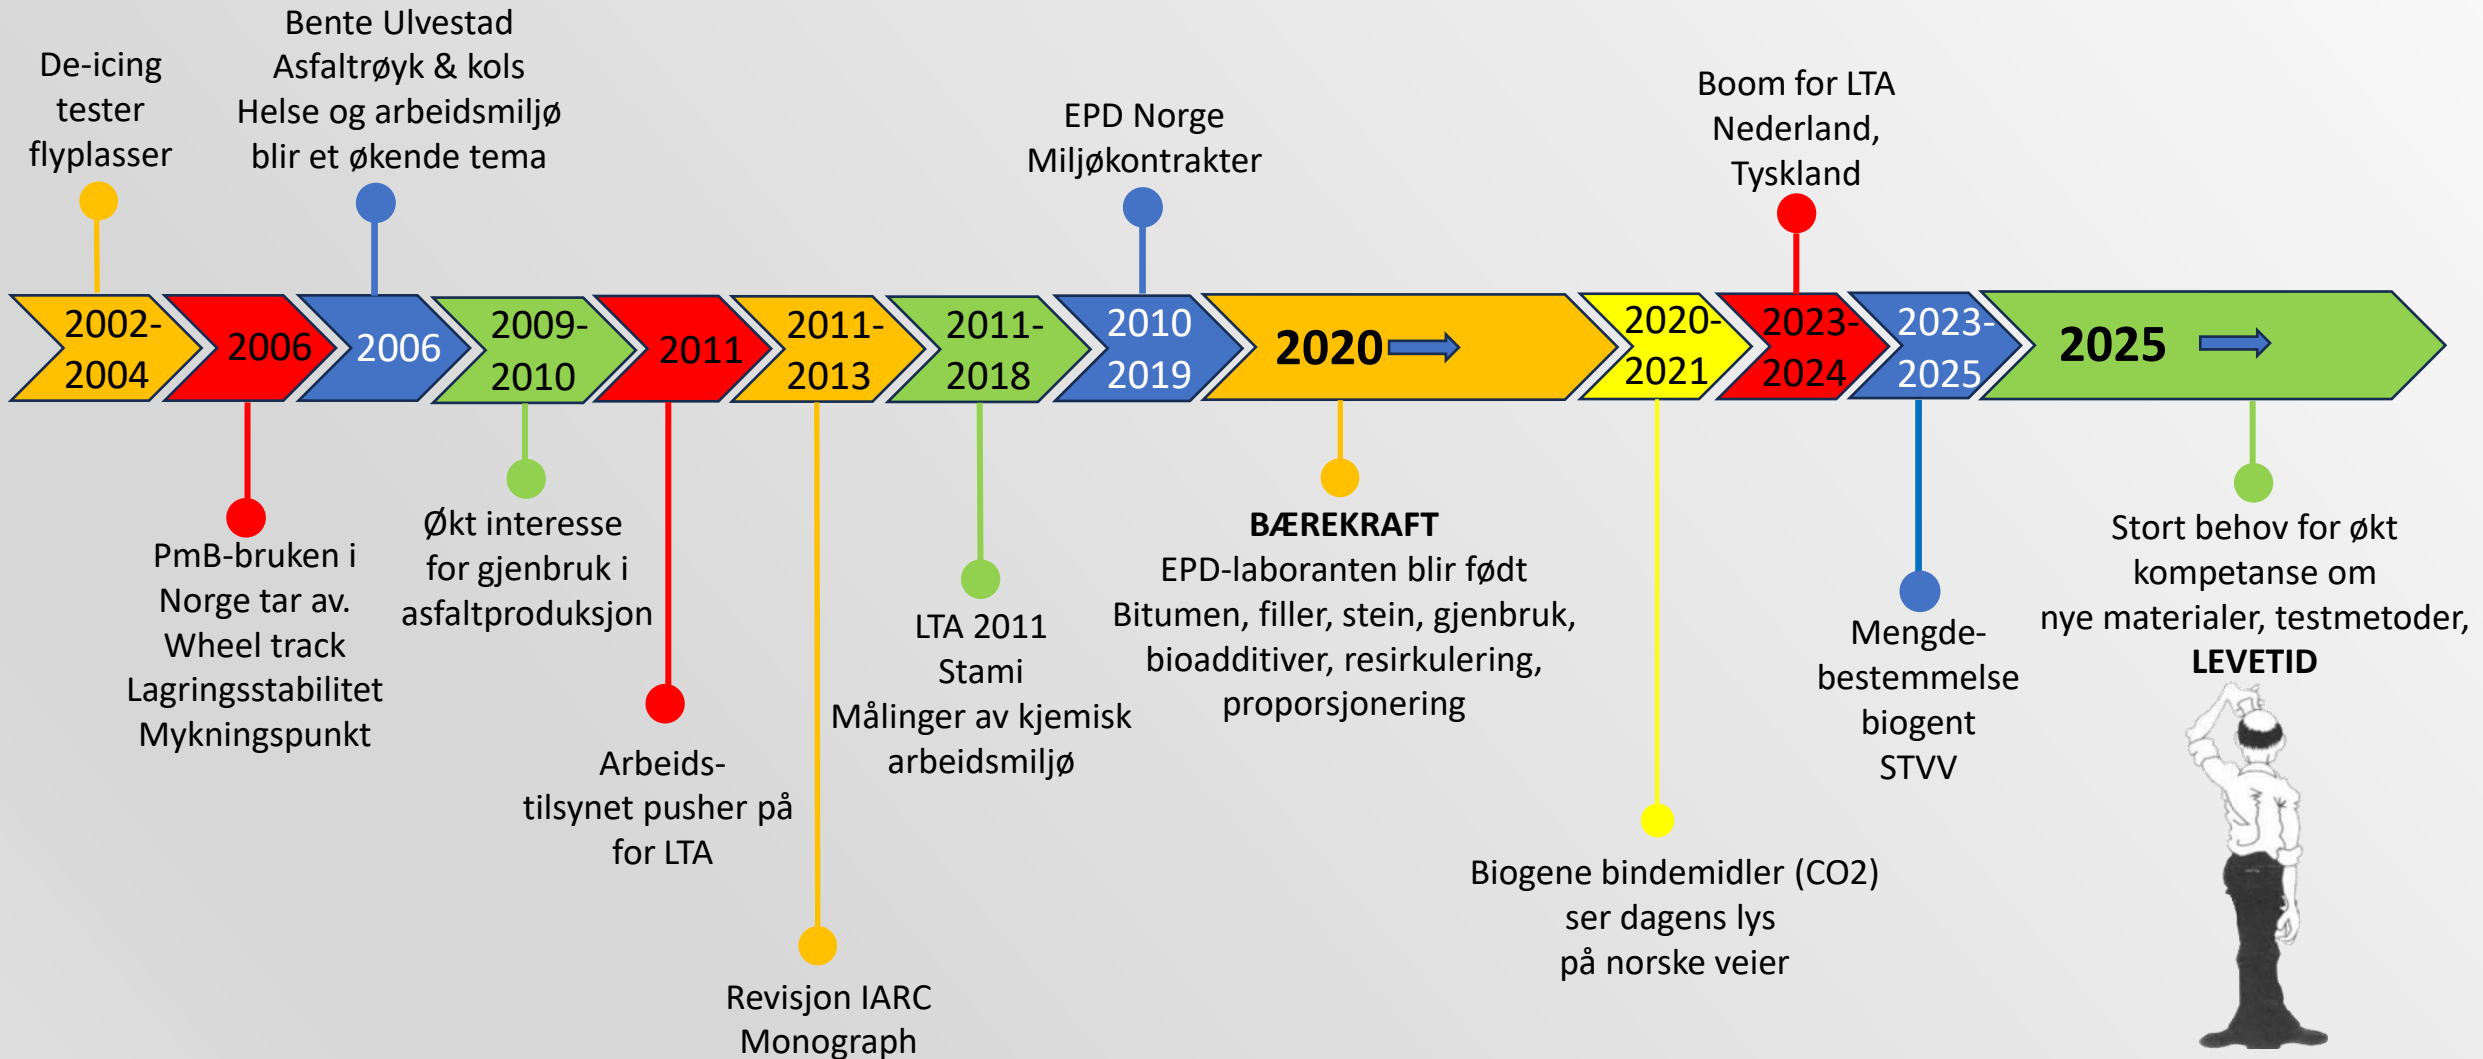 De-icing
tester
flyplasser
Bente Ulvestad
Asfaltrøyk & kols
Helse og arbeidsmiljø
blir et økende tema
EPD Norge
Miljøkontrakter
Boom for LTA
Nederland,
Tyskland
2002-
2004
2006
2006
2009-
2010
2011
2011-
2013
2011-
2018
2010
2019
2020
2020-
2021
2023-
2024
2023-
2025
2025
PmB-bruken i
Norge tar av.
Wheel track
Lagringsstabilitet
Mykningspunkt
Økt interesse
for gjenbruk i
asfaltproduksjon
Arbeids-
tilsynet pusher på
for LTA
Revisjon IARC
Monograph
LTA 2011
Stami
Målinger av kjemisk
arbeidsmiljø
BÆREKRAFT
EPD-laboranten blir født
Bitumen, filler, stein, gjenbruk,
bioadditiver, resirkulering,
proporsjonering
Biogene bindemidler (CO2)
ser dagens lys
på norske veier
Mengde-
bestemmelse
biogent
STVV
Stort behov for økt
kompetanse om
nye materialer, testmetoder,
LEVETID